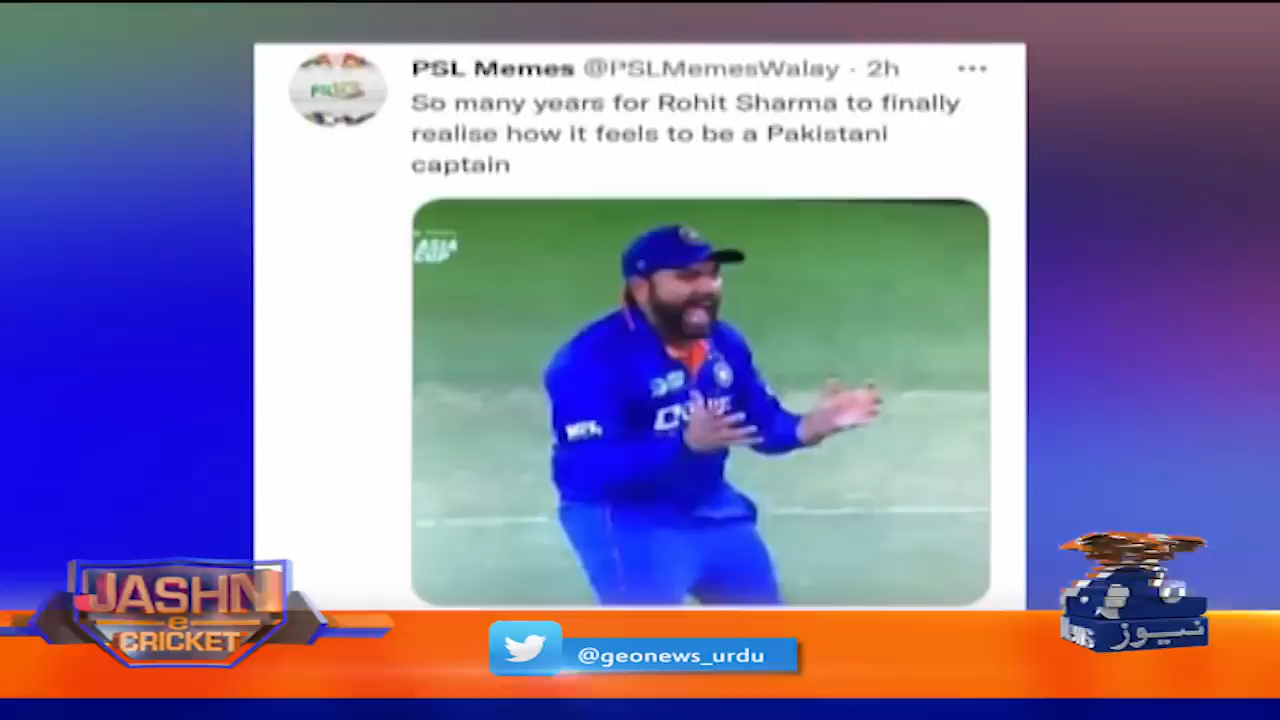 PSL Memes @PSLMemesWalay · 2h
So many years for Rohit Sharma to finally
realise how it feels to be a Pakistani
captain
ASIA
CUP
JASHN
e
CRICKET
@geonews_urdu
News نیوز